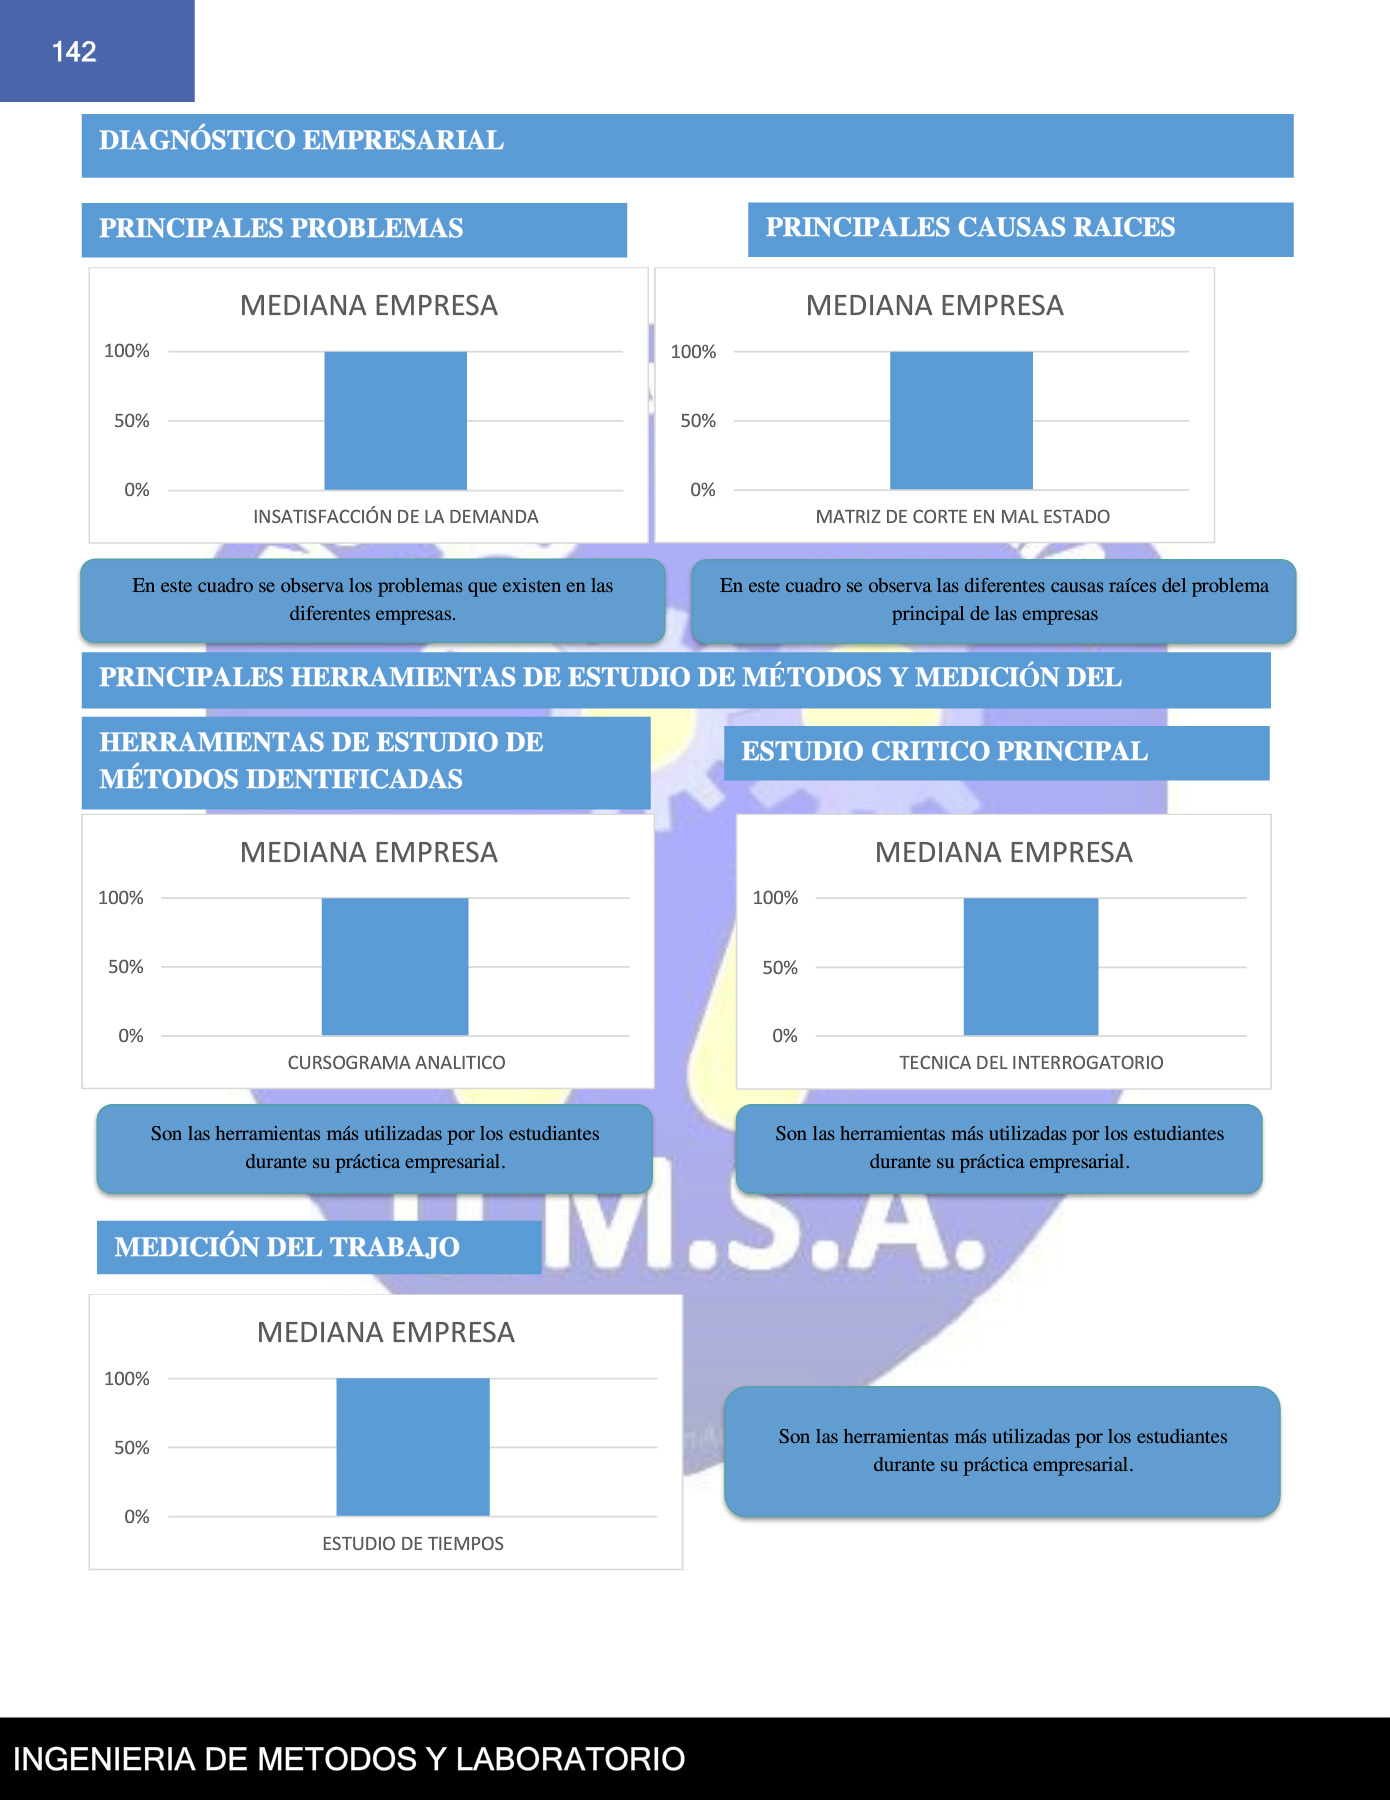 142
DIAGNÓSTICO EMPRESARIAL
PRINCIPALES PROBLEMAS
PRINCIPALES CAUSAS RAICES
MEDIANA EMPRESA
100%
50%
0%
INSATISFACCIÓN DE LA DEMANDA
MEDIANA EMPRESA
100%
50%
0%
MATRIZ DE CORTE EN MAL ESTADO
En este cuadro se observa los problemas que existen en las
diferentes empresas.
En este cuadro se observa las diferentes causas raíces del problema
principal de las empresas
PRINCIPALES HERRAMIENTAS DE ESTUDIO DE MÉTODOS Y MEDICIÓN DEL
HERRAMIENTAS DE ESTUDIO DE
MÉTODOS IDENTIFICADAS
ESTUDIO CRITICO PRINCIPAL
MEDIANA EMPRESA
100%
50%
0%
CURSOGRAMA ANALITICO
MEDIANA EMPRESA
100%
50%
0%
TECNICA DEL INTERROGATORIO
Son las herramientas más utilizadas por los estudiantes
durante su práctica empresarial.
Son las herramientas más utilizadas por los estudiantes
durante su práctica empresarial.
M.S.A.
MEDICIÓN DEL TRABAJO
MEDIANA EMPRESA
100%
50%
0%
ESTUDIO DE TIEMPOS
Son las herramientas más utilizadas por los estudiantes
durante su práctica empresarial.
INGENIERIA DE METODOS Y LABORATORIO